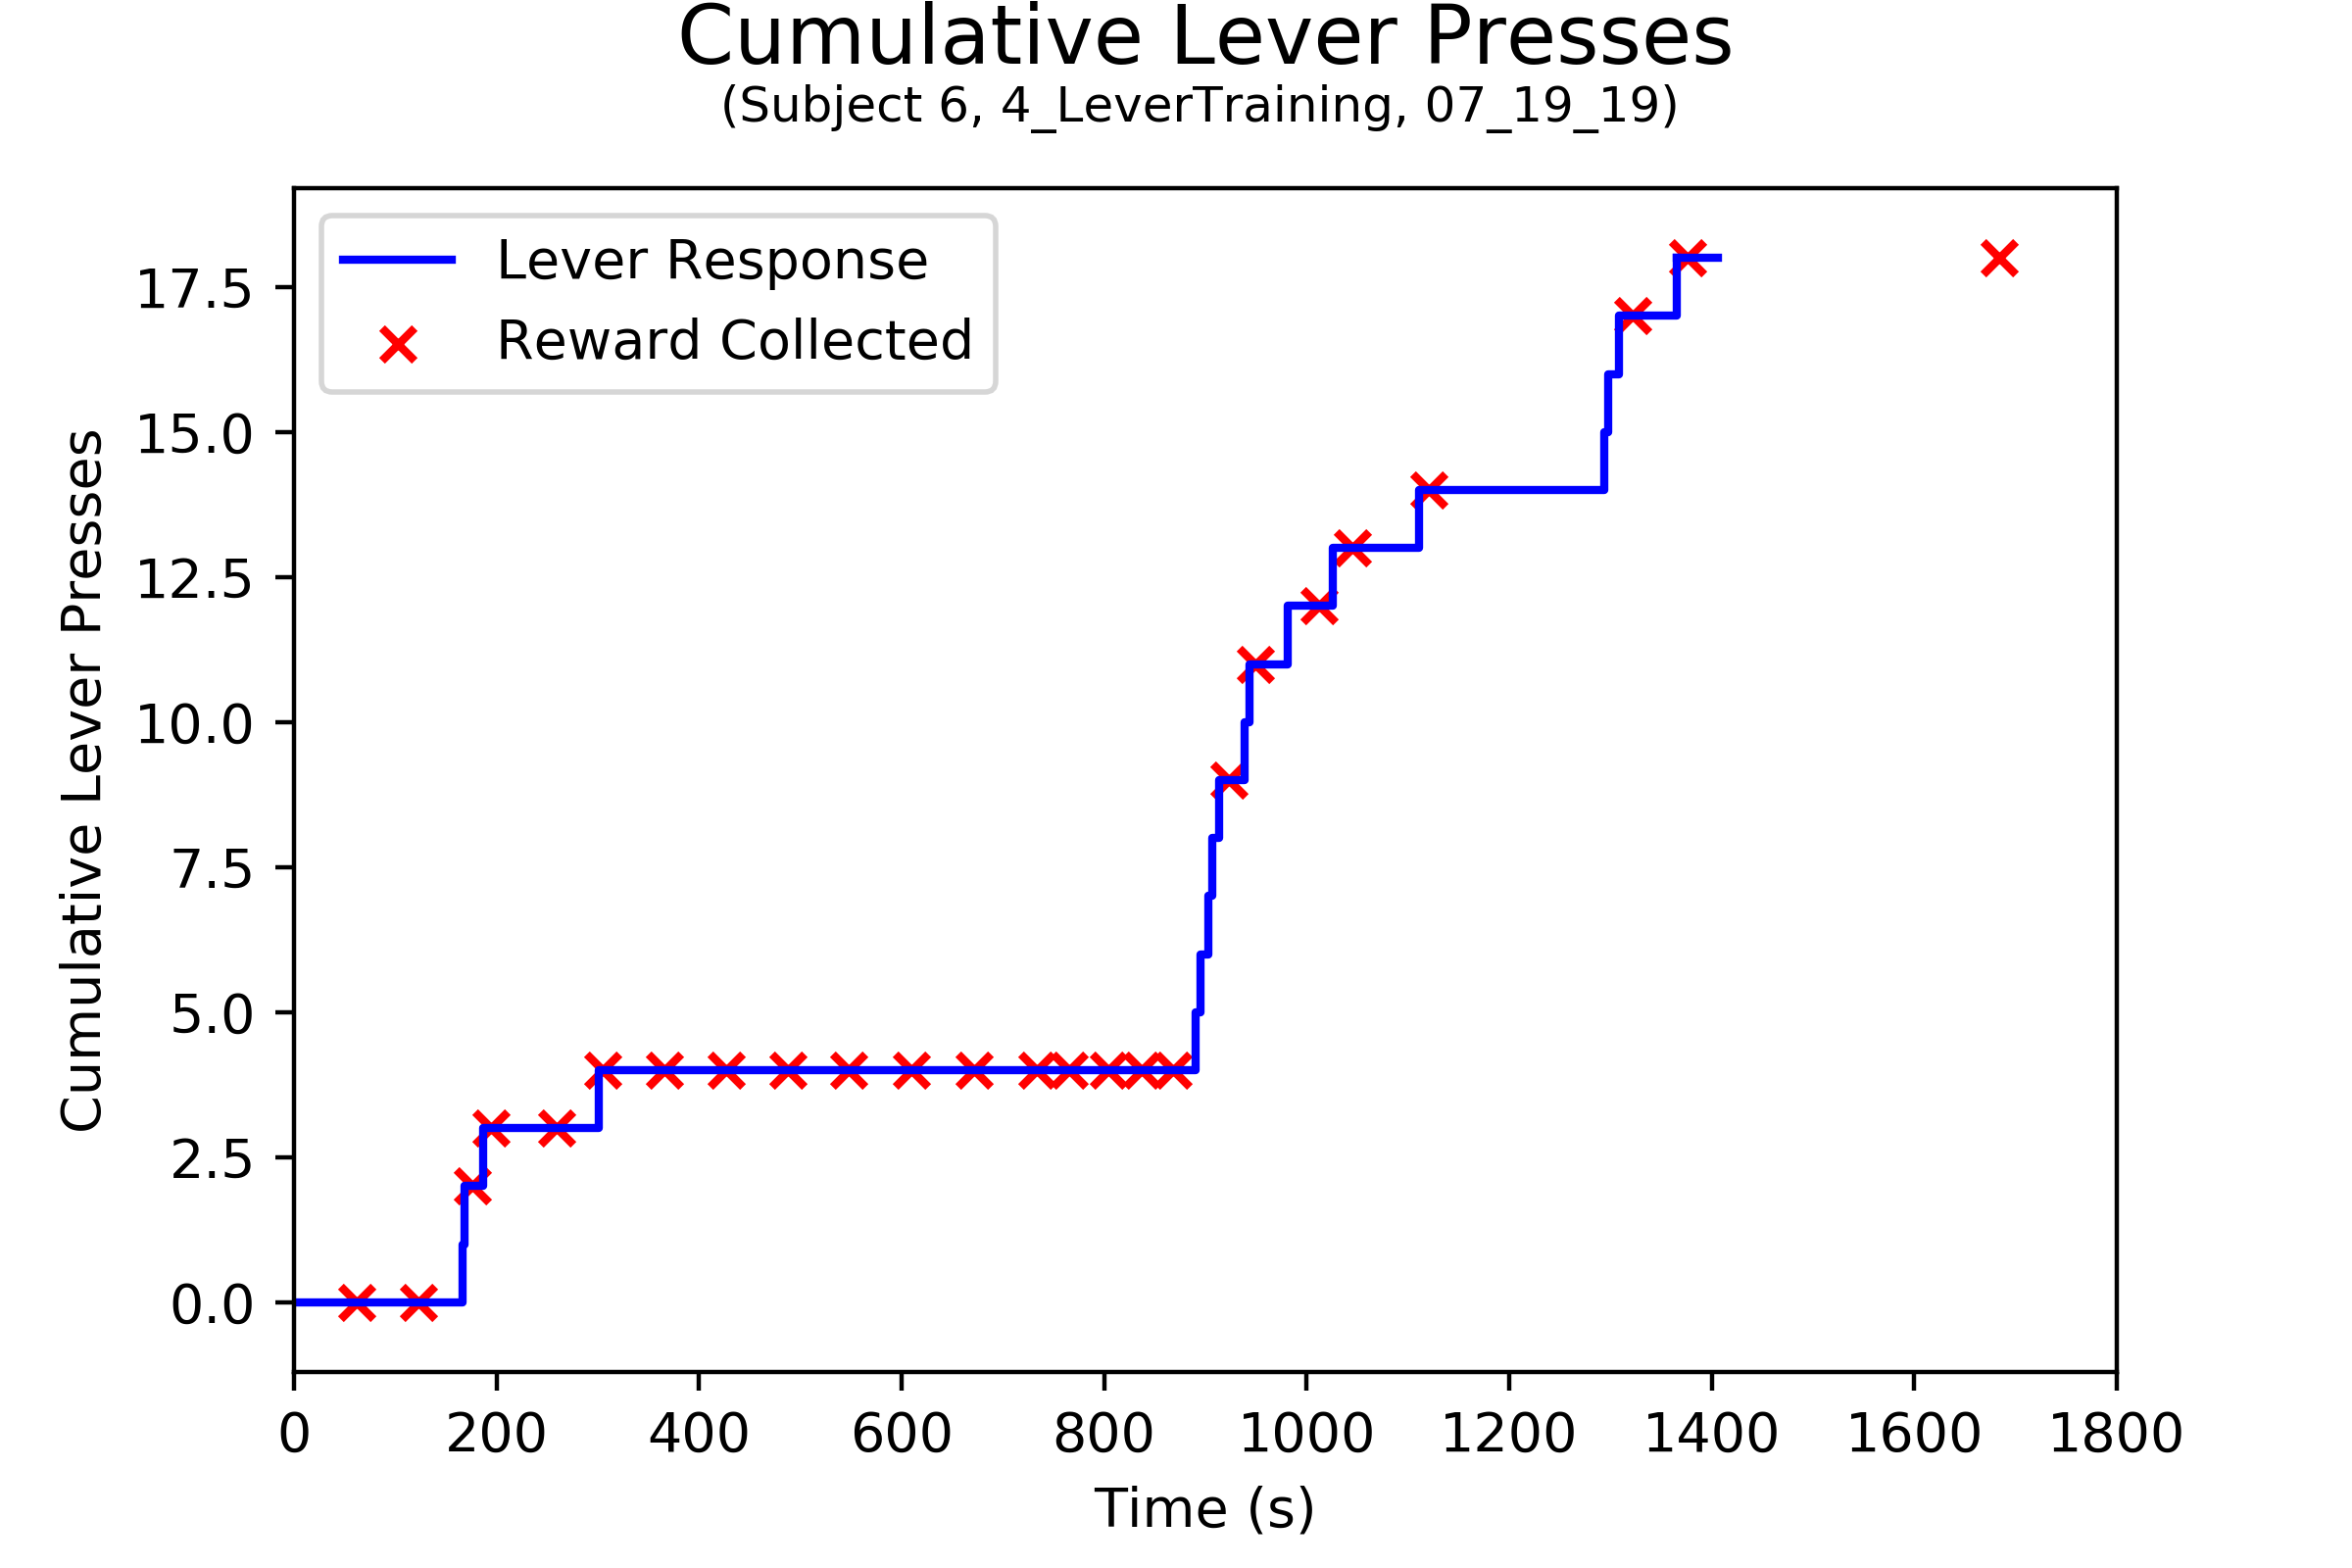 Cumulative Lever Presses
(Subject 6, 4_LeverTraining, 07_19_19)
Lever Response
Reward Collected
Cumulative Lever Presses
17.5
15.0
12.5
10.0
7.5
5.0
2.5
0.0
0 200 400 600 800 1000 1200 1400 1600 1800
Time (s)